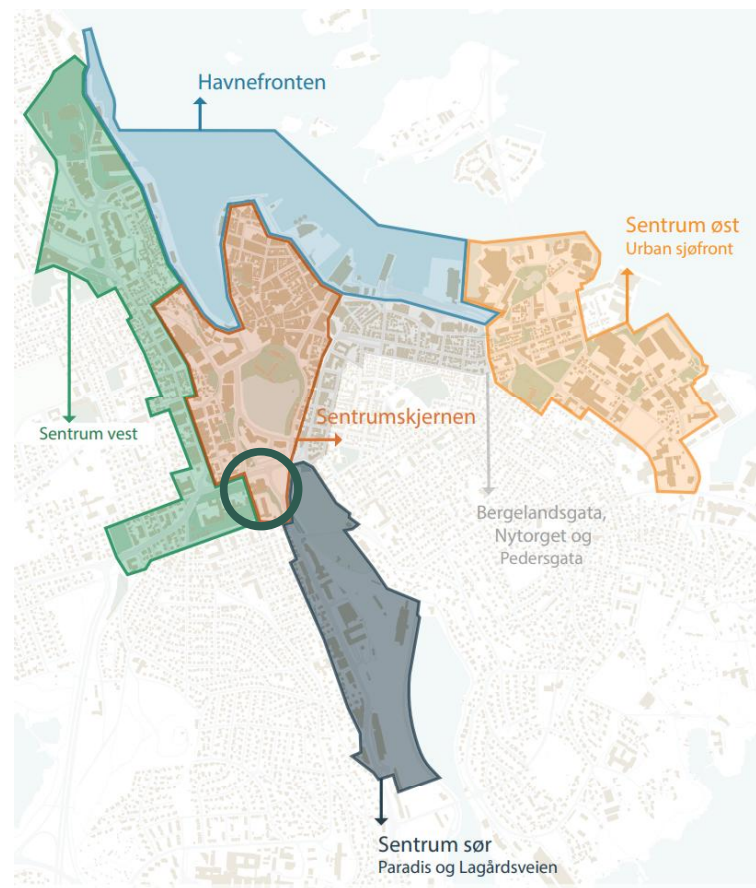 Havnefronten
Sentrum øst
Urban sjøfront
Sentrumskjernen
Sentrum vest
Bergelandsgata,
Nytorget og
Pedersgata
Sentrum sør
Paradis og Lagårdsveien